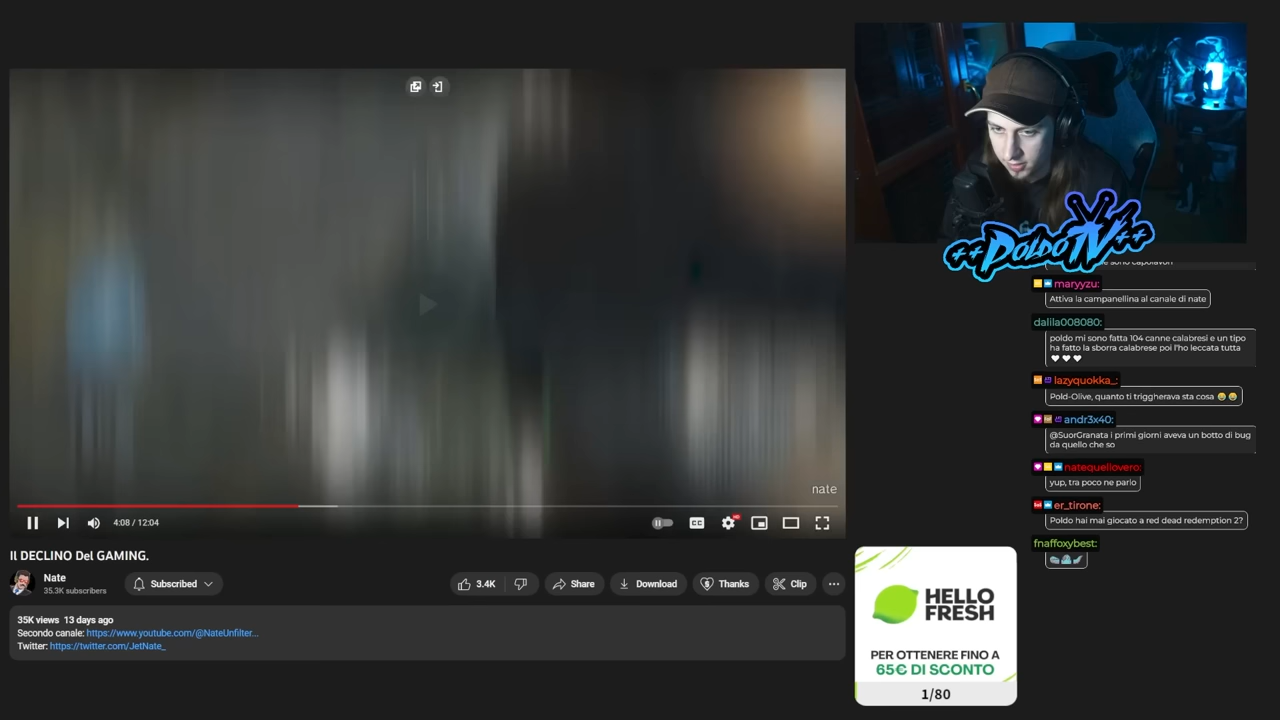 nate
4:08 / 12:04
CC
Il DECLINO Del GAMING.
Nate
35.3K subscribers
Subscribed
3.4K
Share
Download
Thanks
Clip
35K views 13 days ago
Secondo canale: https://www.youtube.com/@NateUnfilter...
Twitter: https://twitter.com/JetNate_
++POLDOTV++
sono capolavori
maryyzu:
Attiva la campanellina al canale di nate
dalila008080:
poldo mi sono fatta 104 canne calabresi e un tipo
ha fatto la sborra calabrese poi l'ho leccata tutta
lazyquokka_:
Pold-Olive, quanto ti triggherava sta cosa
andr3x40:
@SuorGranata i primi giorni aveva un botto di bug
da quello che so
natequellovero:
yup, tra poco ne parlo
er_tirone:
Poldo hai mai giocato a red dead redemption 2?
fnaffoxybest:
HELLO
FRESH
PER OTTENERE FINO A
65€ DI SCONTO
1/80